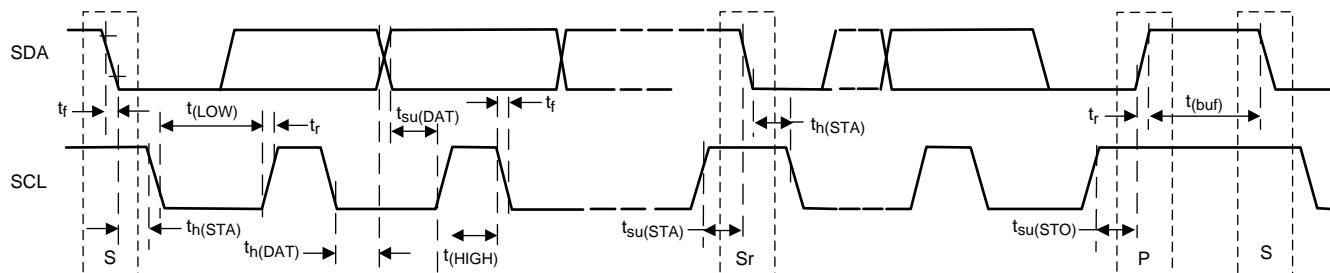 SDA
t_f
t_(LOW)
t_r
t_su(DAT)
t_f
t_h(STA)
t_r
t_(buf)
SCL
t_h(STA)
t_h(DAT)
t_(HIGH)
t_su(STA)
t_su(STO)
S
Sr
P
S